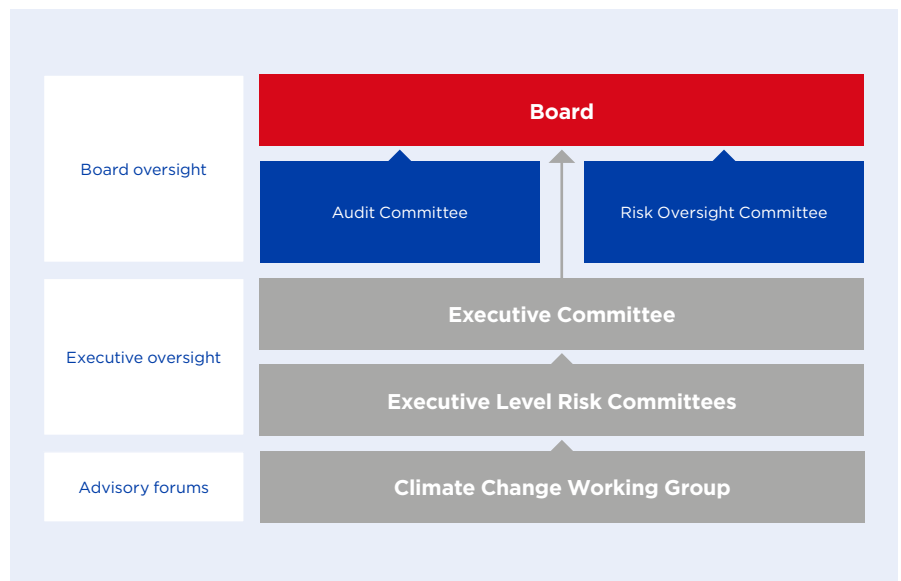 Board oversight
Board
Audit Committee
Risk Oversight Committee
Executive oversight
Executive Committee
Executive Level Risk Committees
Advisory forums
Climate Change Working Group